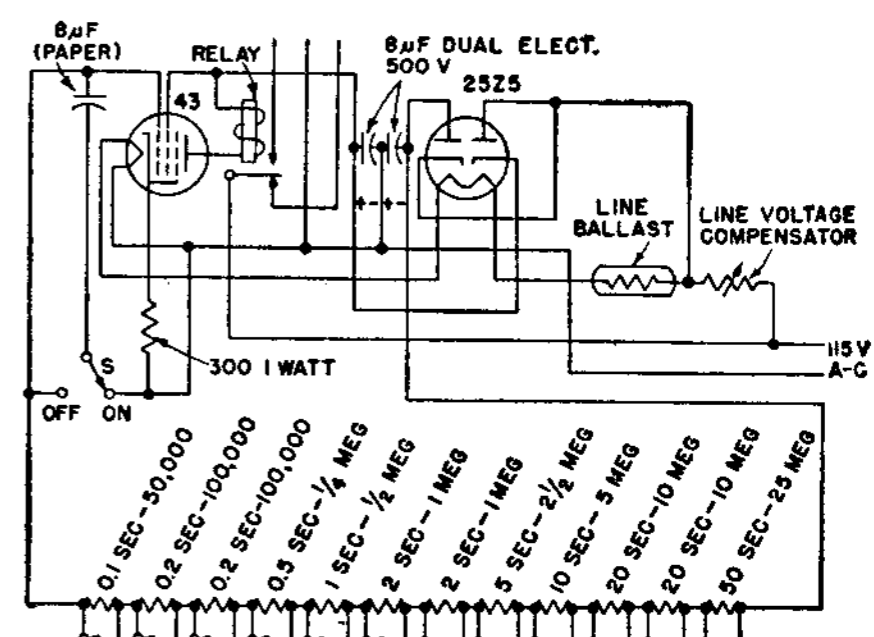 8µF
(PAPER)
RELAY
43
8µF DUAL ELECT.
500 V
25Z5
+ - + -
LINE
BALLAST
LINE VOLTAGE
COMPENSATOR
300 1 WATT
115 V
A-C
S
OFF
ON
0.1 SEC-50,000
0.2 SEC-100,000
0.2 SEC-100,000
0.5 SEC-1/4 MEG
1 SEC-1/2 MEG
2 SEC-1 MEG
2 SEC-1 MEG
5 SEC-2 1/2 MEG
10 SEC-5 MEG
20 SEC-10 MEG
20 SEC-10 MEG
50 SEC-25 MEG